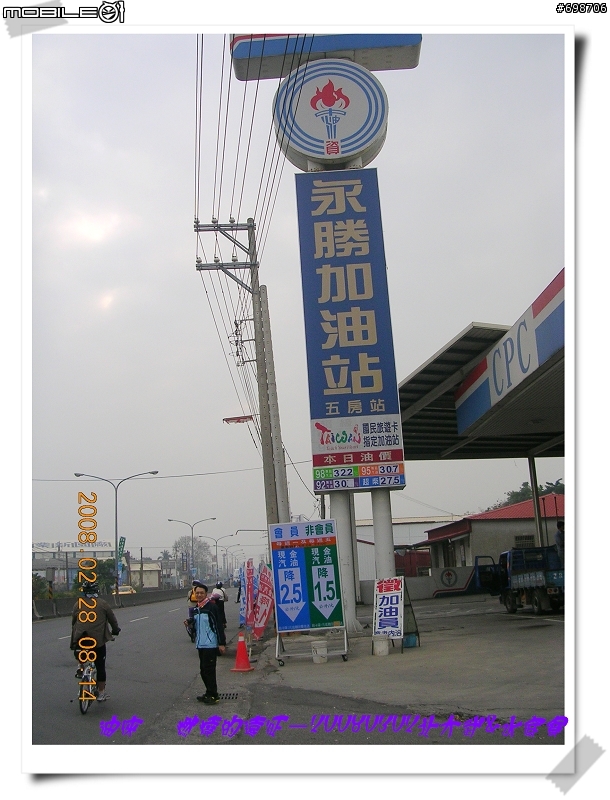 MOBILE01
#698706
資
永勝加油站
五房站
TAIWAN
國民旅遊卡
指定加油站
本日油價
98 32.2 95 30.7
92 30. 超柴 27.5
CPC
會員 非會員
現金
汽油
降
2.5
現金
汽油
降
1.5
徵
加油員
2008.02.28 08:14